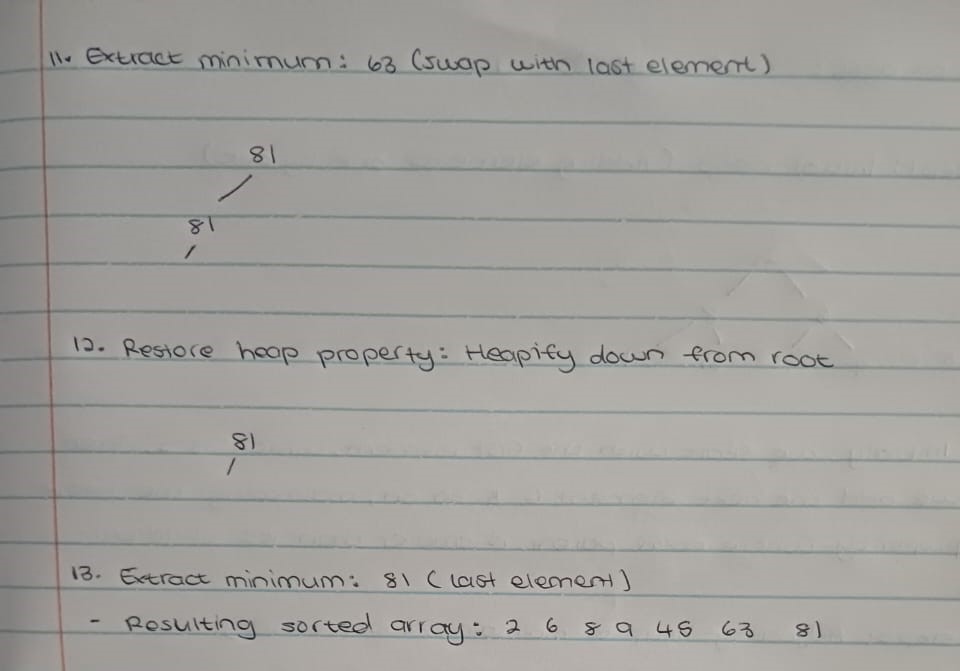 11. Extract minimum: 63 (swap with last element)
81
81
12. Restore heap property: Heapify down from root
81
13. Extract minimum: 81 (last element)
- Resulting sorted array: 2 6 8 9 45 63 81